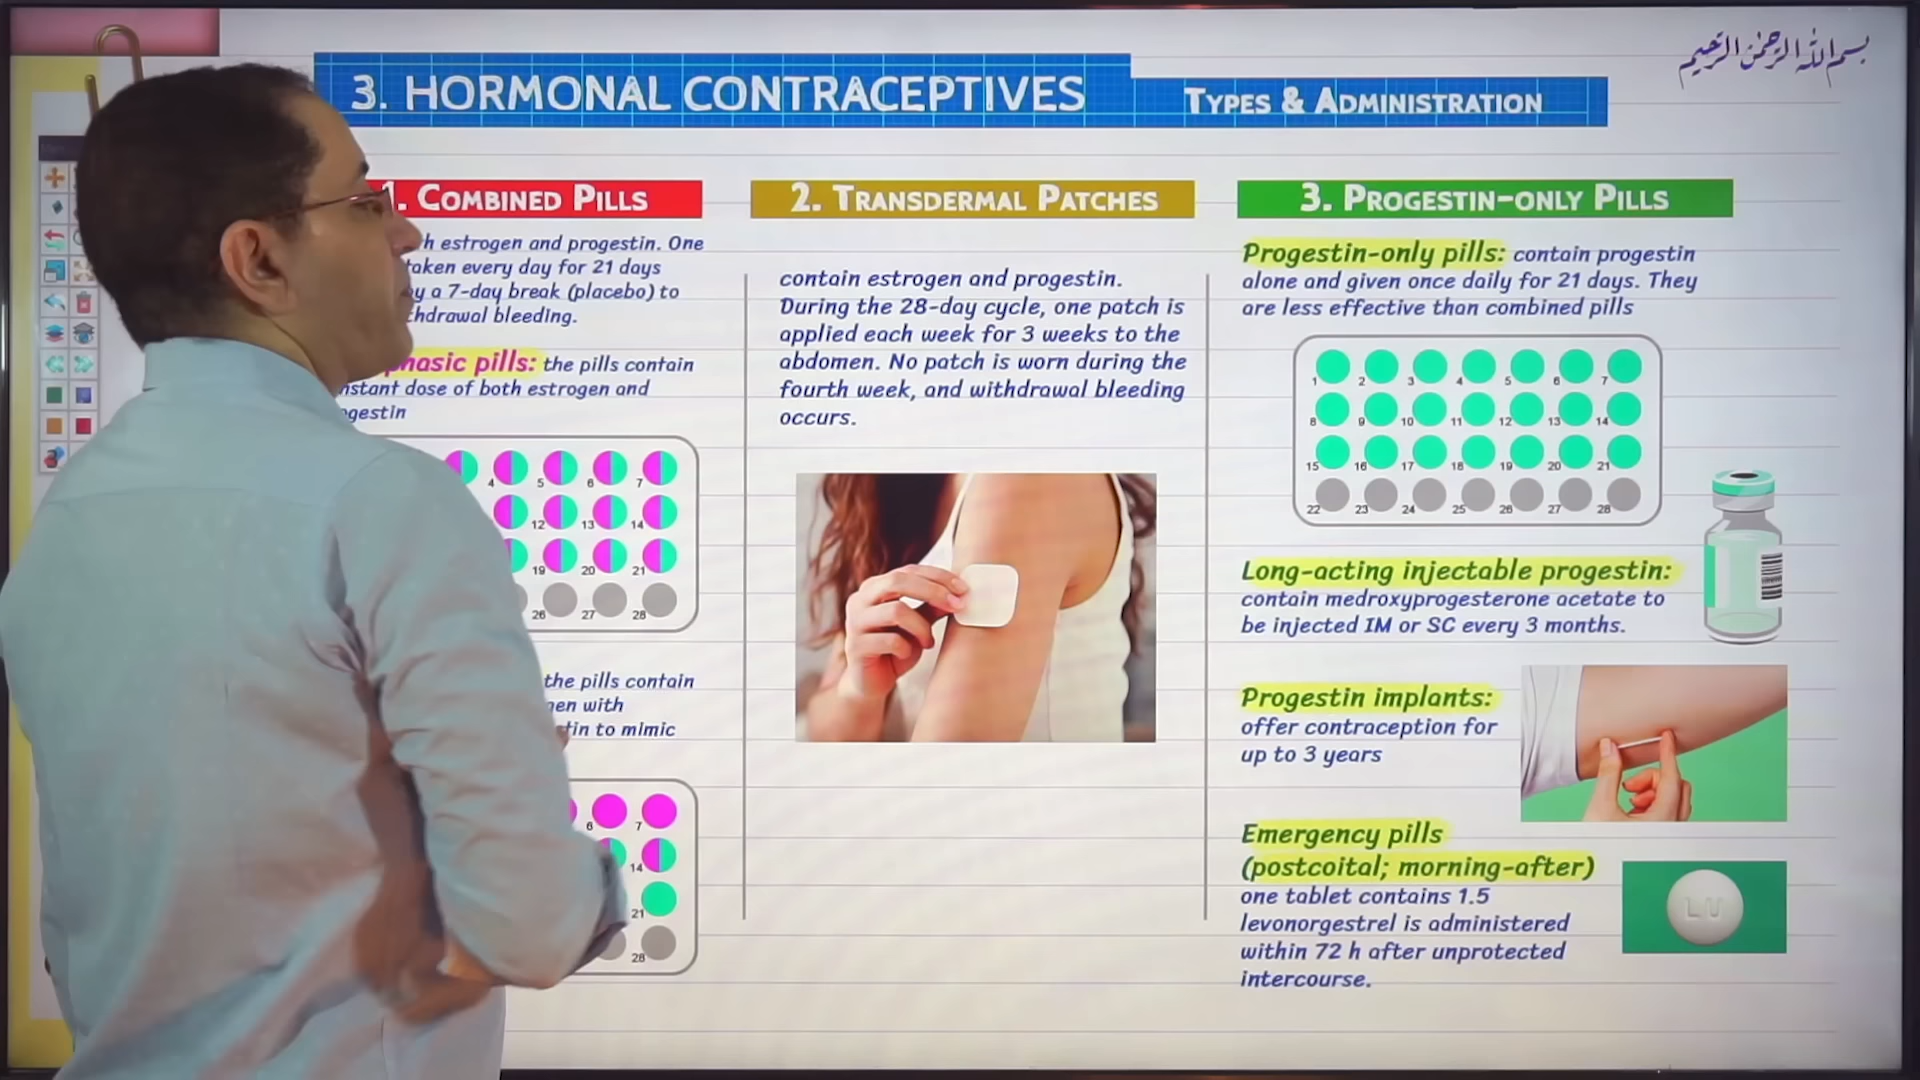 بسم الله الرحمن الرحيم
3. HORMONAL CONTRACEPTIVES
TYPES & ADMINISTRATION
1. COMBINED PILLS
estrogen and progestin. One
taken every day for 21 days
a 7-day break (placebo) to
bleeding.
pills: the pills contain
dose of both estrogen and
4 5 6 7
12 13 14
19 20 21
26 27 28
the pills contain
with
to mimic
6 7
14
21
28
2. TRANSDERMAL PATCHES
contain estrogen and progestin.
During the 28-day cycle, one patch is
applied each week for 3 weeks to the
abdomen. No patch is worn during the
fourth week, and withdrawal bleeding
occurs.
3. PROGESTIN-ONLY PILLS
Progestin-only pills: contain progestin
alone and given once daily for 21 days. They
are less effective than combined pills
1 2 3 4 5 6 7
8 9 10 11 12 13 14
15 16 17 18 19 20 21
22 23 24 25 26 27 28
Long-acting injectable progestin:
contain medroxyprogesterone acetate to
be injected IM or SC every 3 months.
Progestin implants:
offer contraception for
up to 3 years
Emergency pills
(postcoital; morning-after)
one tablet contains 1.5
levonorgestrel is administered
within 72 h after unprotected
intercourse.
LU